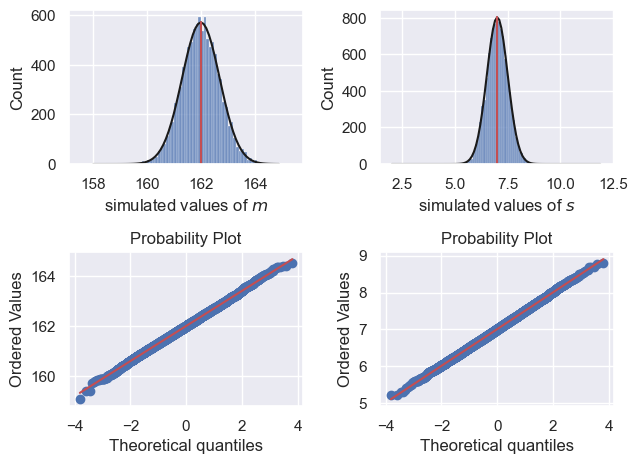 600
400
200
0
Count
158 160 162 164
simulated values of m
800
600
400
200
0
Count
2.5 5.0 7.5 10.0 12.5
simulated values of s
Probability Plot
164
162
160
Ordered Values
−4 −2 0 2 4
Theoretical quantiles
Probability Plot
9
8
7
6
5
Ordered Values
−4 −2 0 2 4
Theoretical quantiles